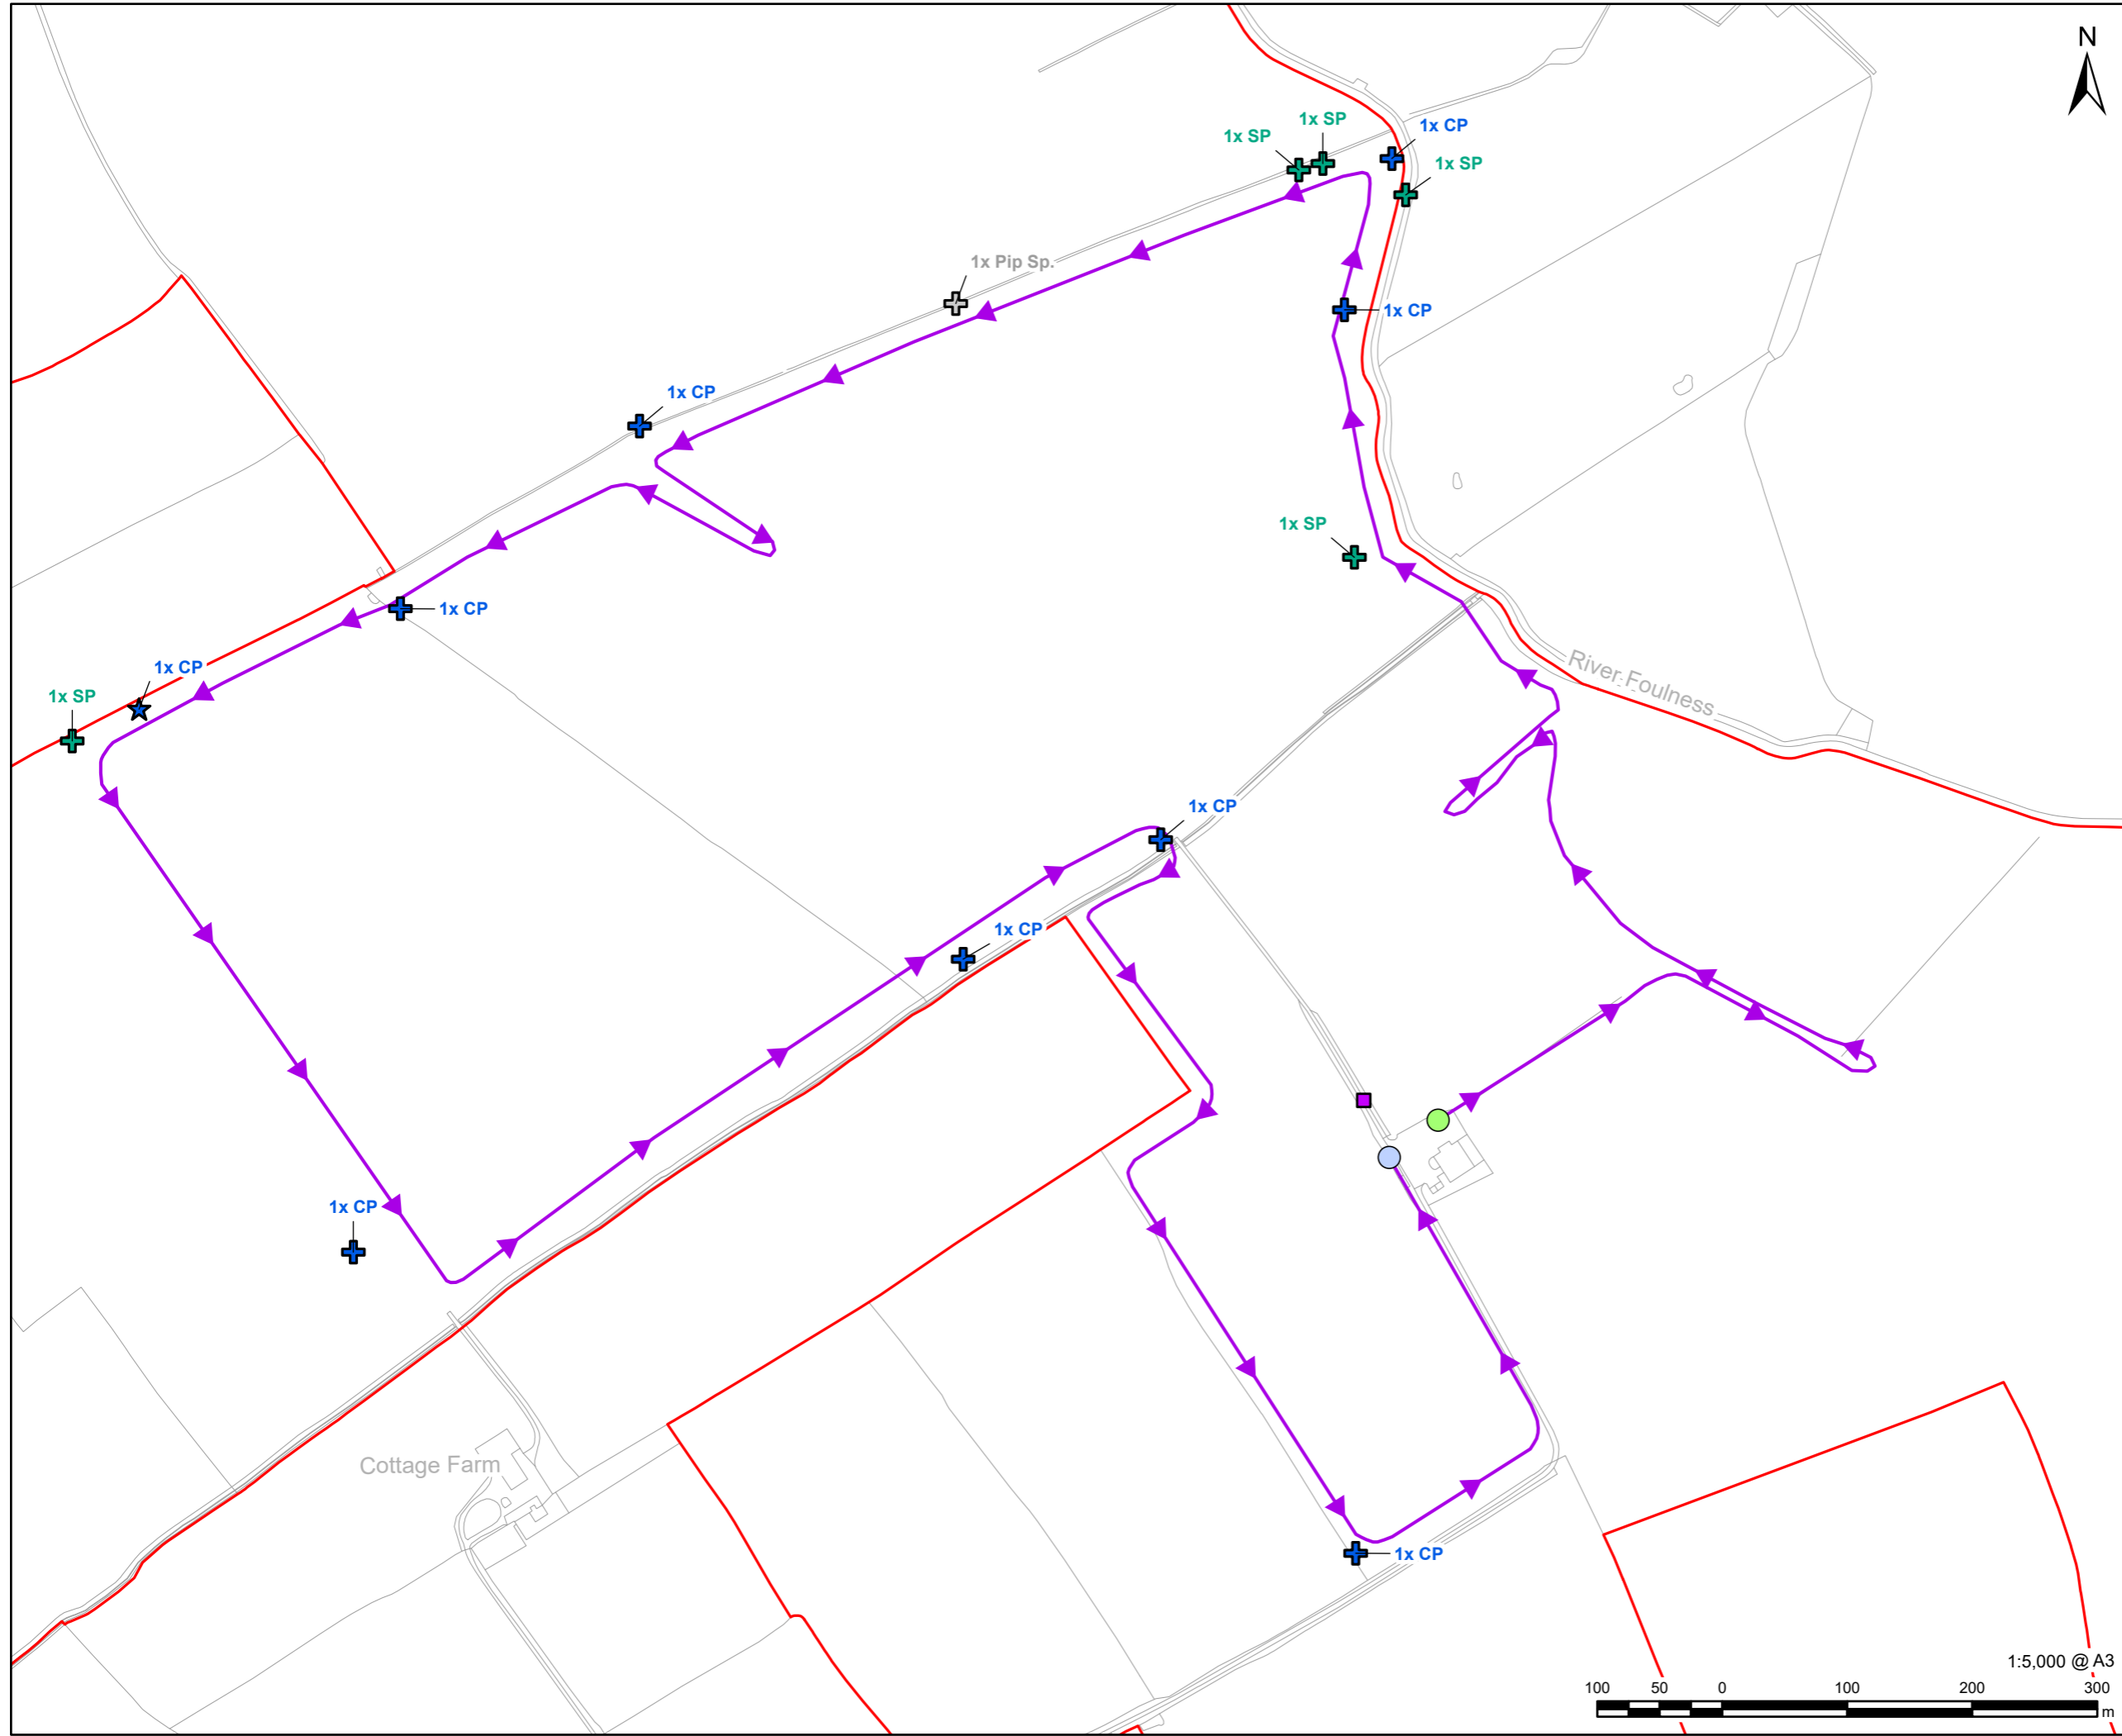 N
1x SP
1x CP
1x SP
1x SP
1x Pip Sp.
1x CP
1x CP
1x SP
1x CP
1x CP
1x SP
River Foulness
1x CP
1x CP
1x CP
Cottage Farm
1x CP
1:5,000 @ A3
100 50 0 100 200 300
m